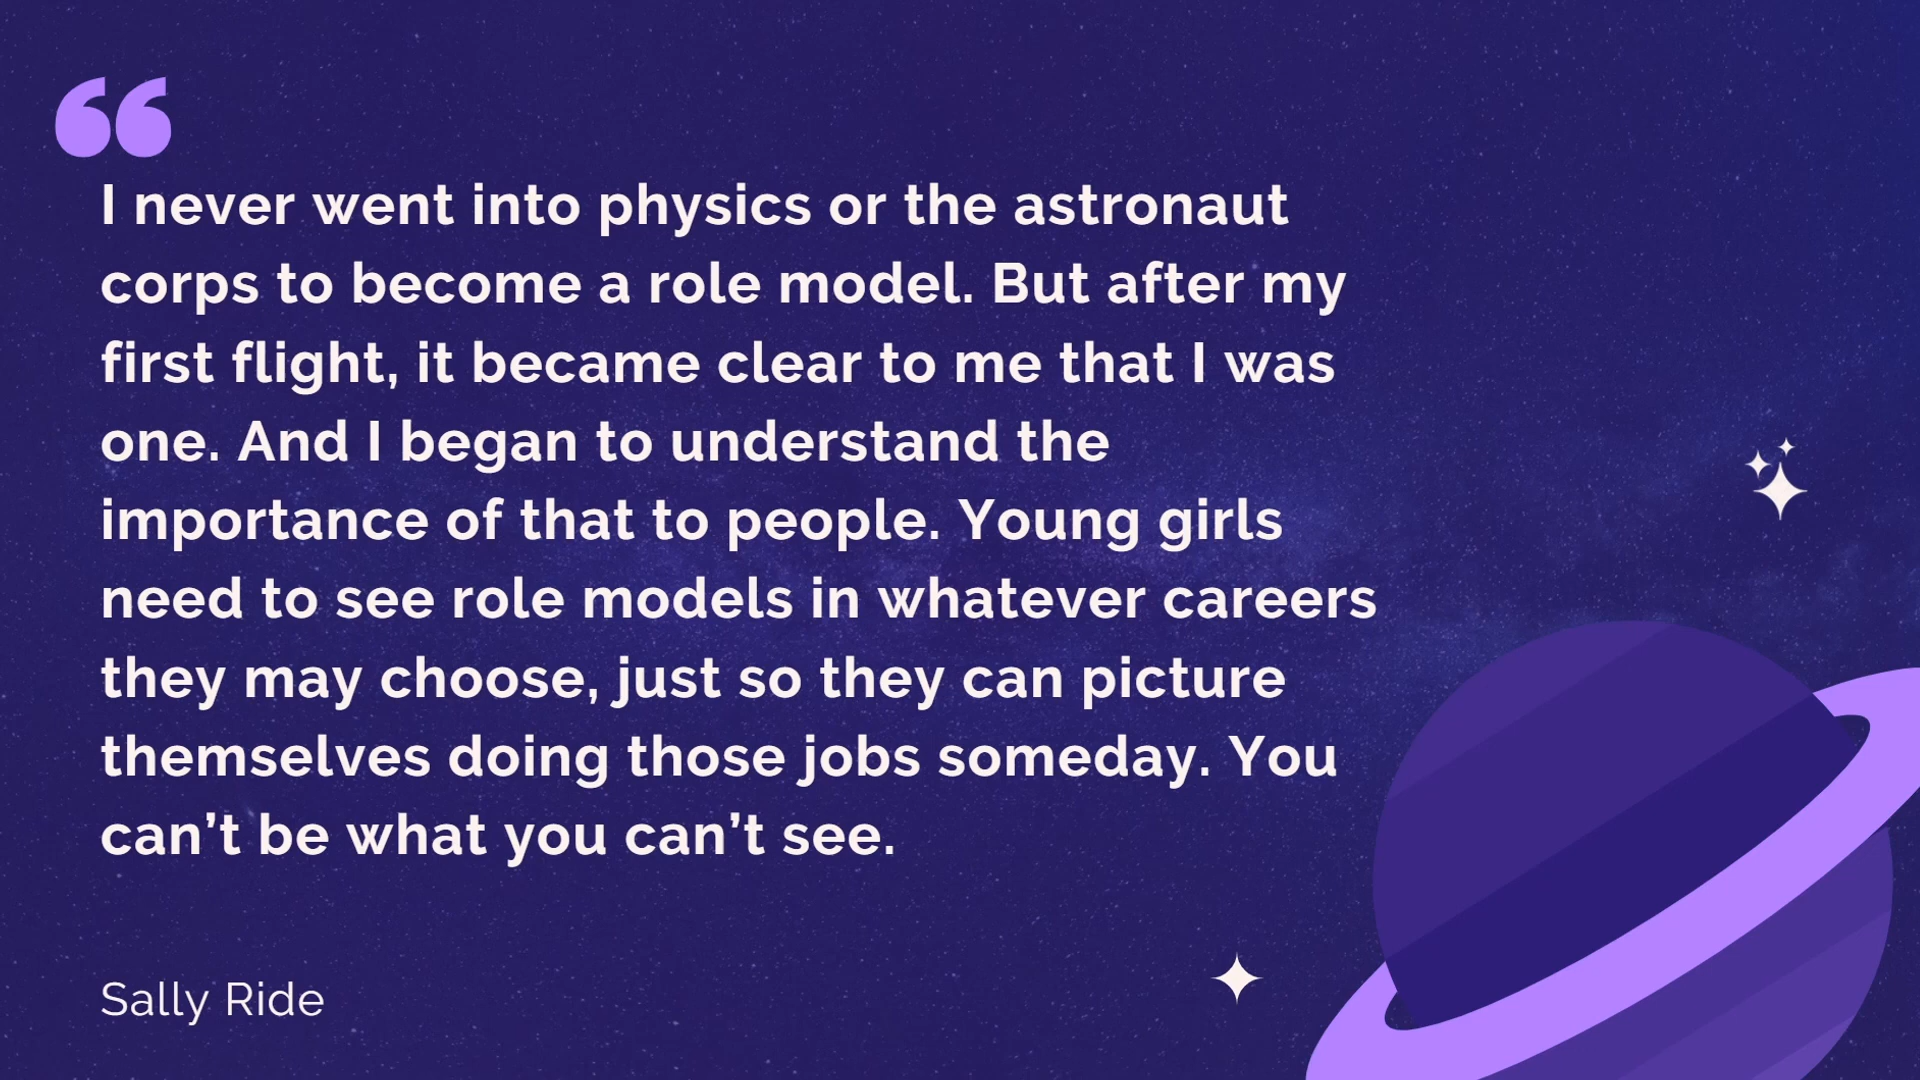 “
I never went into physics or the astronaut
corps to become a role model. But after my
first flight, it became clear to me that I was
one. And I began to understand the
importance of that to people. Young girls
need to see role models in whatever careers
they may choose, just so they can picture
themselves doing those jobs someday. You
can’t be what you can’t see.
Sally Ride